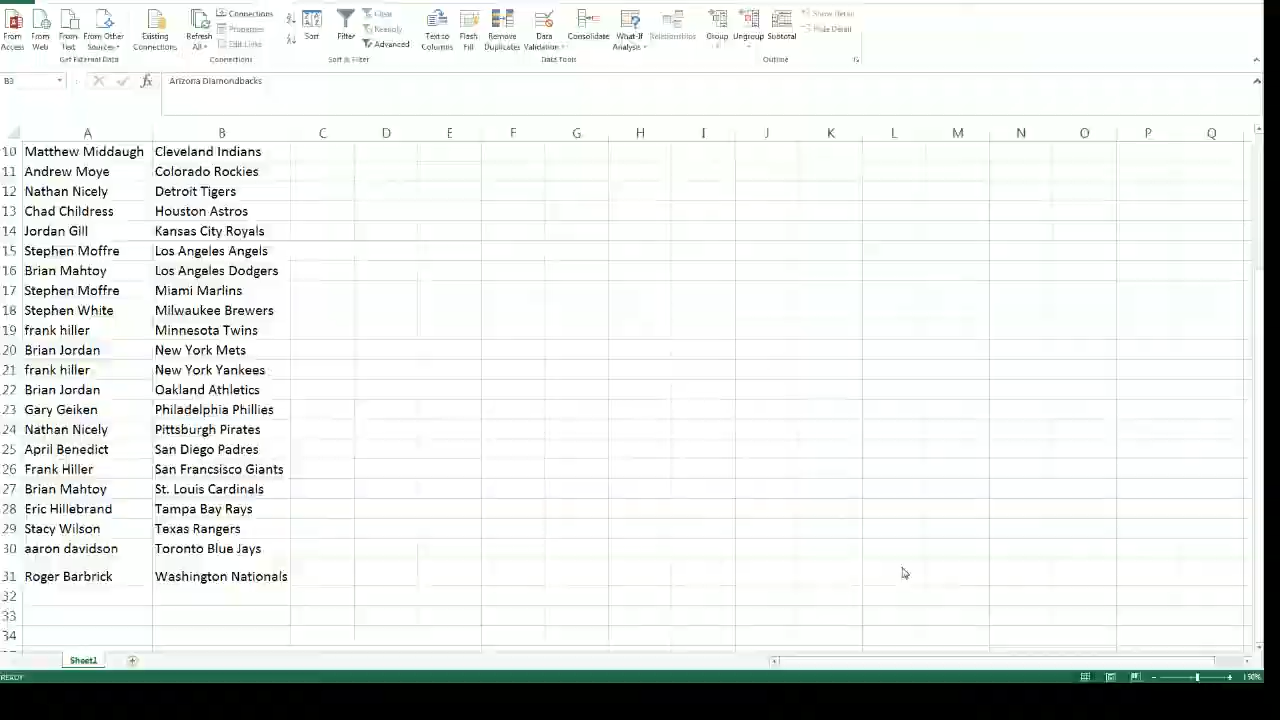 From Access From Web From Text From Other Sources Existing Connections Refresh All Connections Properties Edit Links Sort Filter Clear Reapply Advanced Text to Columns Flash Fill Remove Duplicates Data Validation Consolidate What-If Analysis Relationships Group Ungroup Subtotal Show Detail Hide Detail
Get External Data Connections Sort & Filter Data Tools Outline
B3 fx Arizona Diamondbacks
A B C D E F G H I J K L M N O P Q
10 Matthew Middaugh Cleveland Indians
11 Andrew Moye Colorado Rockies
12 Nathan Nicely Detroit Tigers
13 Chad Childress Houston Astros
14 Jordan Gill Kansas City Royals
15 Stephen Moffre Los Angeles Angels
16 Brian Mahtoy Los Angeles Dodgers
17 Stephen Moffre Miami Marlins
18 Stephen White Milwaukee Brewers
19 frank hiller Minnesota Twins
20 Brian Jordan New York Mets
21 frank hiller New York Yankees
22 Brian Jordan Oakland Athletics
23 Gary Geiken Philadelphia Phillies
24 Nathan Nicely Pittsburgh Pirates
25 April Benedict San Diego Padres
26 Frank Hiller San Francsisco Giants
27 Brian Mahtoy St. Louis Cardinals
28 Eric Hillebrand Tampa Bay Rays
29 Stacy Wilson Texas Rangers
30 aaron davidson Toronto Blue Jays
31 Roger Barbrick Washington Nationals
32
33
34
Sheet1
READY